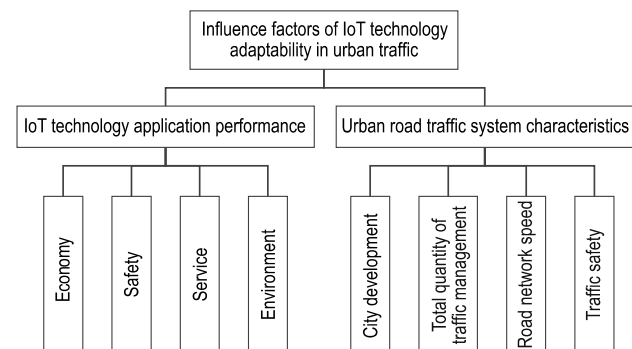 Influence factors of IoT technology
adaptability in urban traffic
IoT technology application performance
Urban road traffic system characteristics
Economy
Safety
Service
Environment
City development
Total quantity of
traffic management
Road network speed
Traffic safety